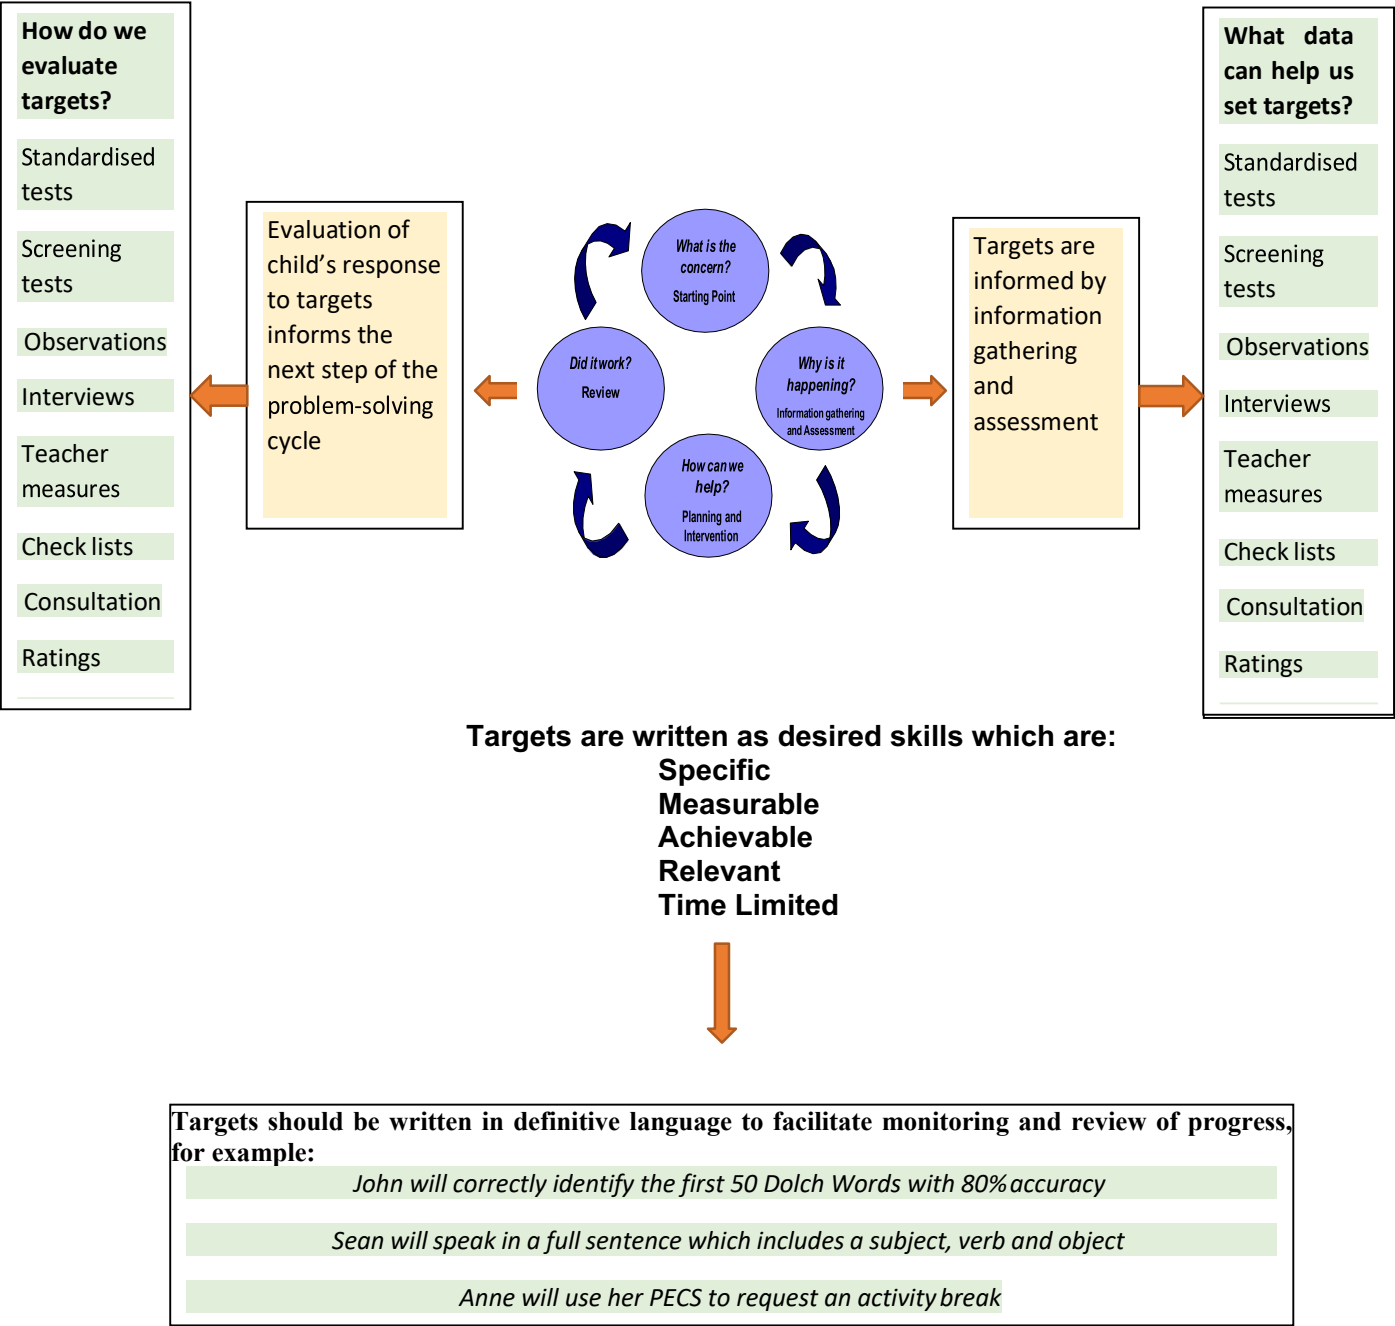 How do we
evaluate
targets?
Standardised
tests
Screening
tests
Observations
Interviews
Teacher
measures
Check lists
Consultation
Ratings
Evaluation of
child’s response
to targets
informs the
next step of the
problem-solving
cycle
What is the
concern?
Starting Point
Why is it
happening?
Information gathering
and Assessment
How can we
help?
Planning and
Intervention
Did it work?
Review
Targets are
informed by
information
gathering
and
assessment
What data
can help us
set targets?
Standardised
tests
Screening
tests
Observations
Interviews
Teacher
measures
Check lists
Consultation
Ratings
Targets are written as desired skills which are:
Specific
Measurable
Achievable
Relevant
Time Limited
Targets should be written in definitive language to facilitate monitoring and review of progress,
for example:
John will correctly identify the first 50 Dolch Words with 80% accuracy
Sean will speak in a full sentence which includes a subject, verb and object
Anne will use her PECS to request an activity break